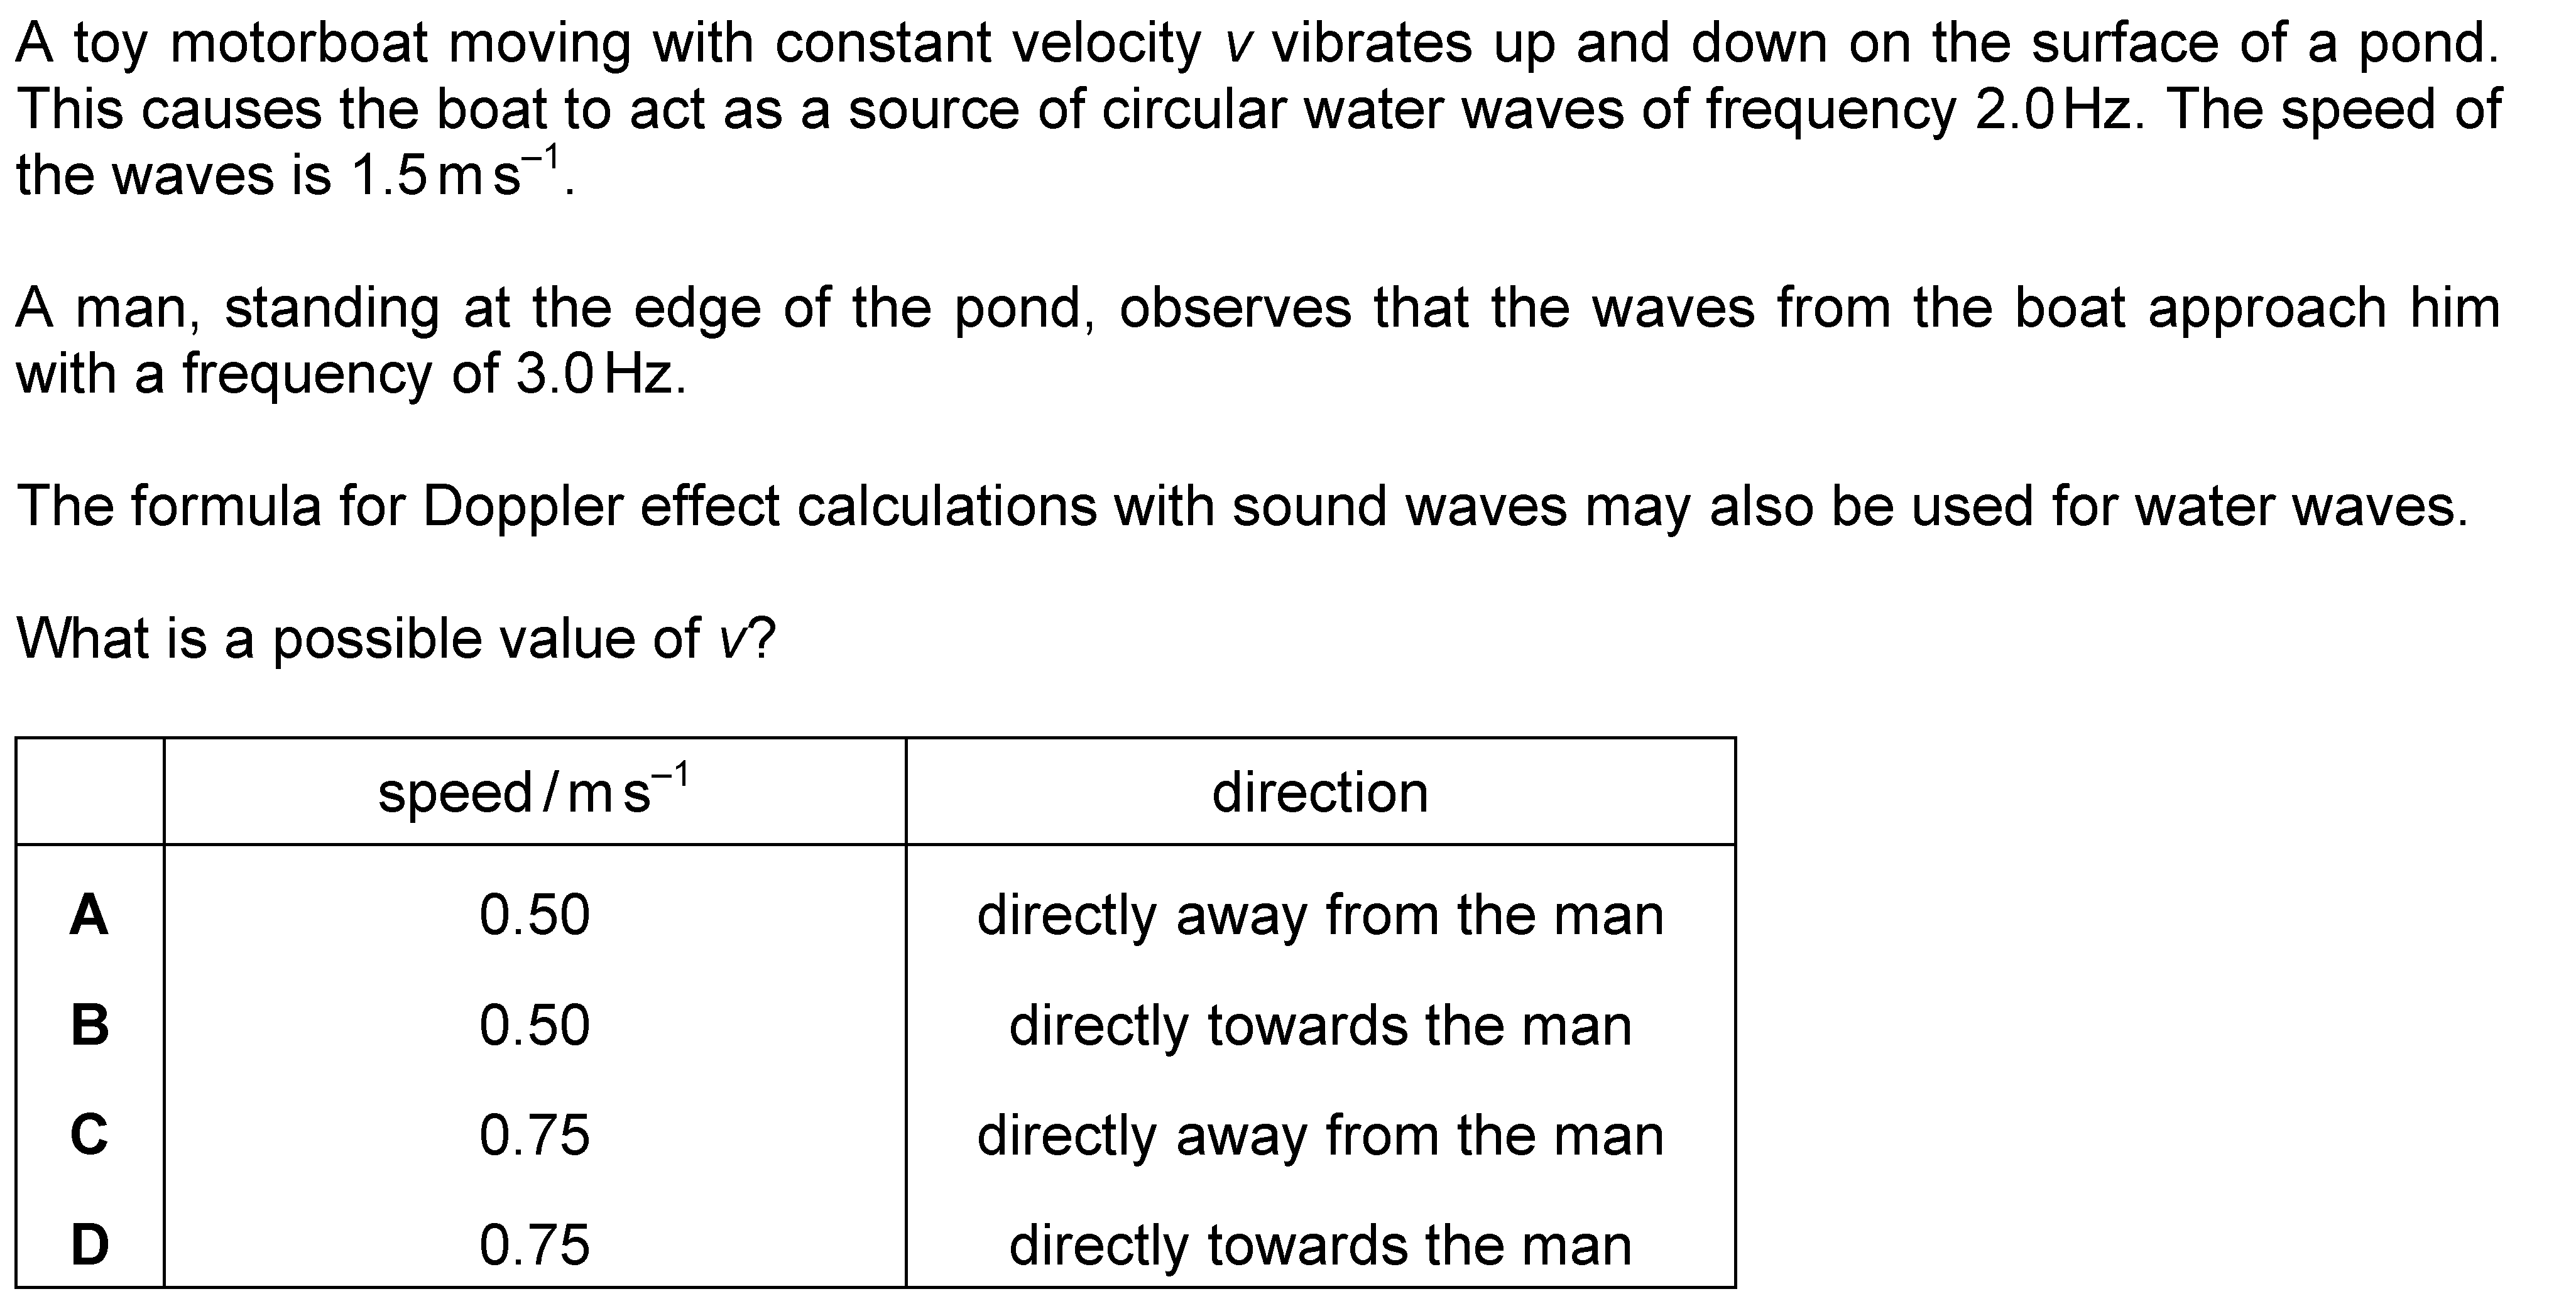 A toy motorboat moving with constant velocity v vibrates up and down on the surface of a pond.
This causes the boat to act as a source of circular water waves of frequency 2.0 Hz. The speed of
the waves is 1.5 m s⁻¹.
A man, standing at the edge of the pond, observes that the waves from the boat approach him
with a frequency of 3.0 Hz.
The formula for Doppler effect calculations with sound waves may also be used for water waves.
What is a possible value of v?
speed / m s⁻¹ direction
A 0.50 directly away from the man
B 0.50 directly towards the man
C 0.75 directly away from the man
D 0.75 directly towards the man